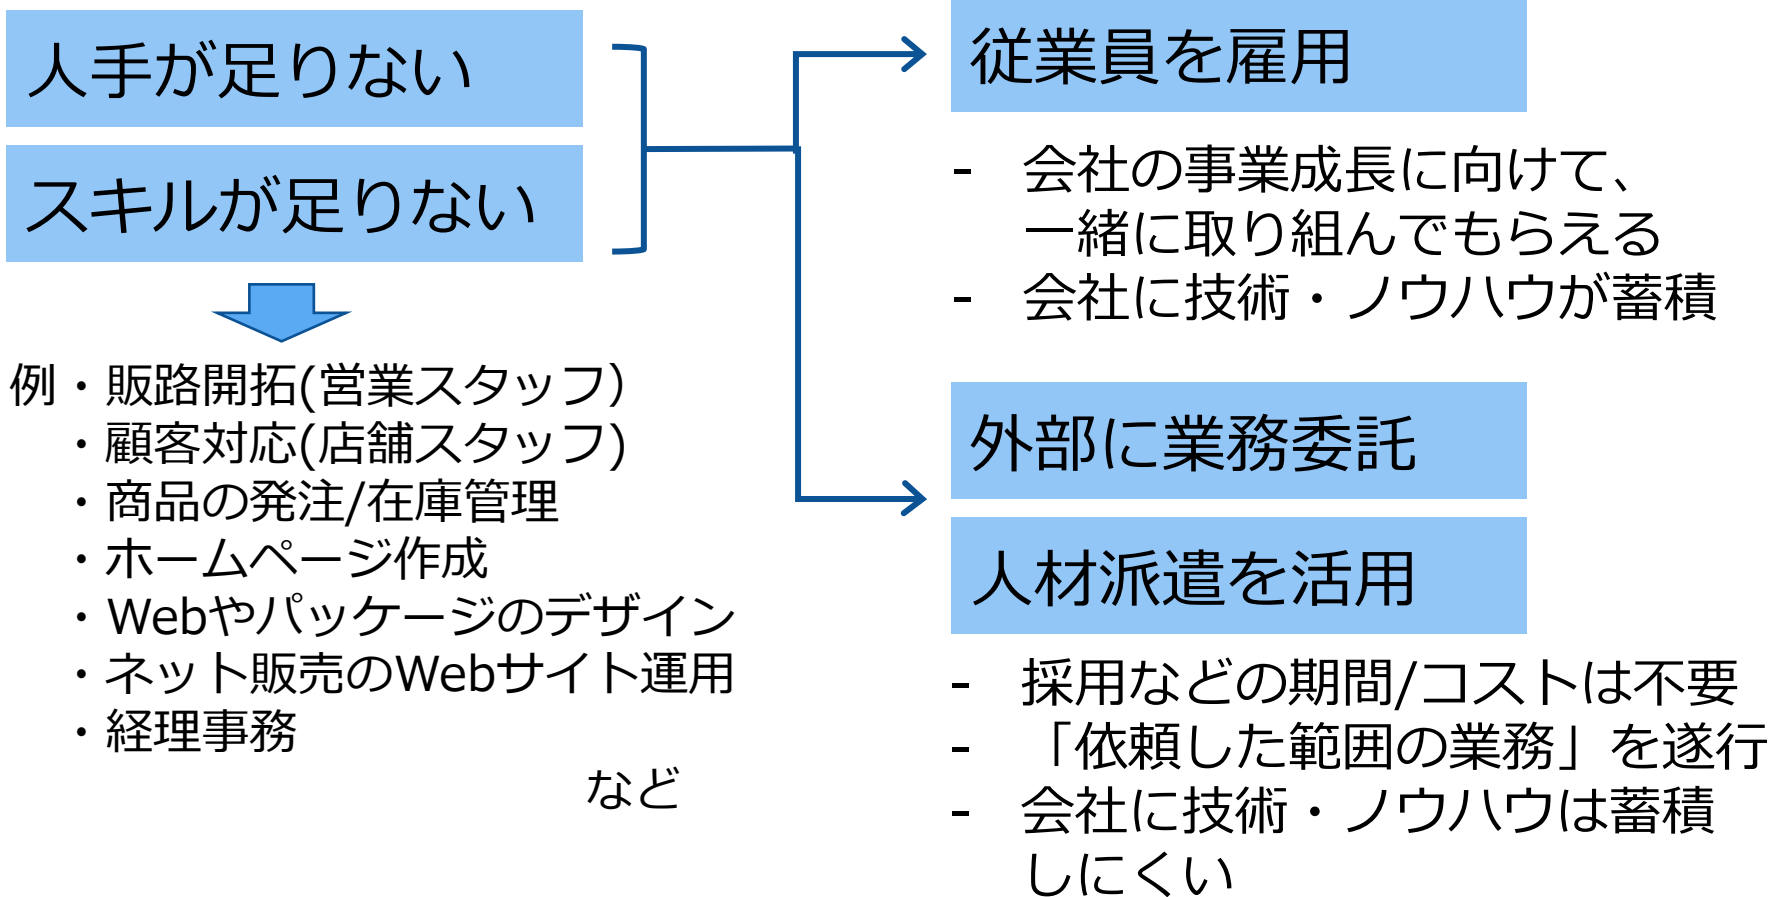 人手が足りない
スキルが足りない
例・販路開拓(営業スタッフ）
・顧客対応(店舗スタッフ)
・商品の発注/在庫管理
・ホームページ作成
・Webやパッケージのデザイン
・ネット販売のWebサイト運用
・経理事務
など
従業員を雇用
- 会社の事業成長に向けて、
一緒に取り組んでもらえる
- 会社に技術・ノウハウが蓄積
外部に業務委託
人材派遣を活用
- 採用などの期間/コストは不要
- 「依頼した範囲の業務」を遂行
- 会社に技術・ノウハウは蓄積
しにくい